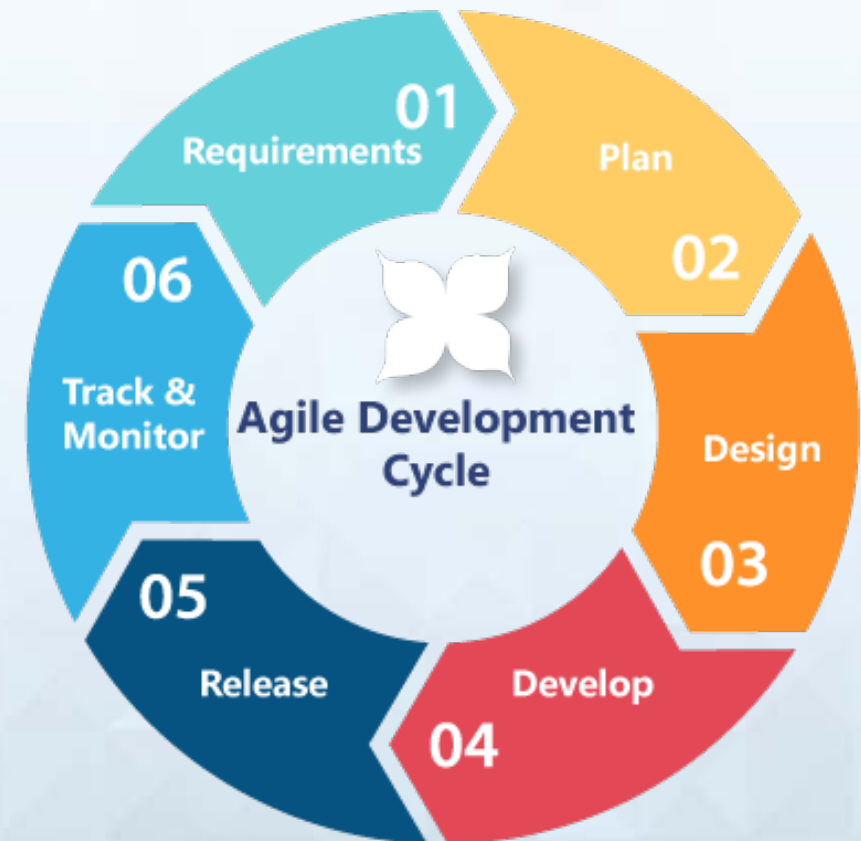 01
Requirements
Plan
02
Design
03
Develop
04
05
Release
06
Track &
Monitor
Agile Development
Cycle